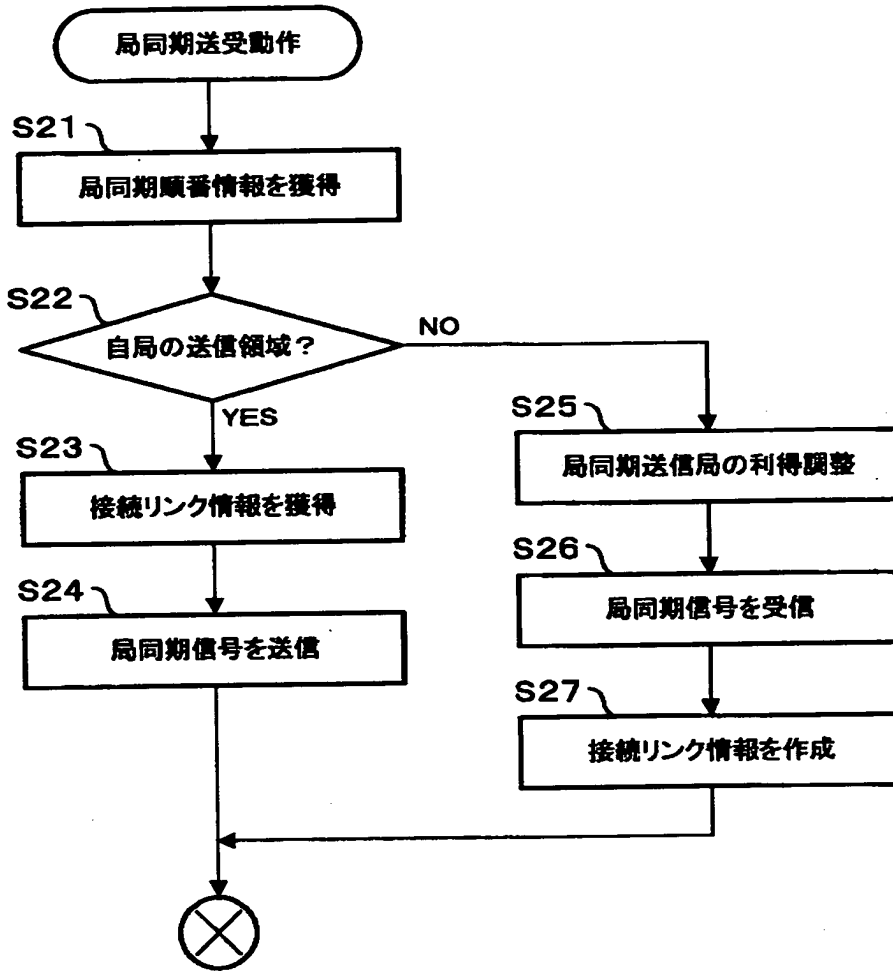 局同期送受動作
S21
局同期順番情報を獲得
S22
自局の送信領域？
NO
YES
S23
接続リンク情報を獲得
S24
局同期信号を送信
S25
局同期送信局の利得調整
S26
局同期信号を受信
S27
接続リンク情報を作成